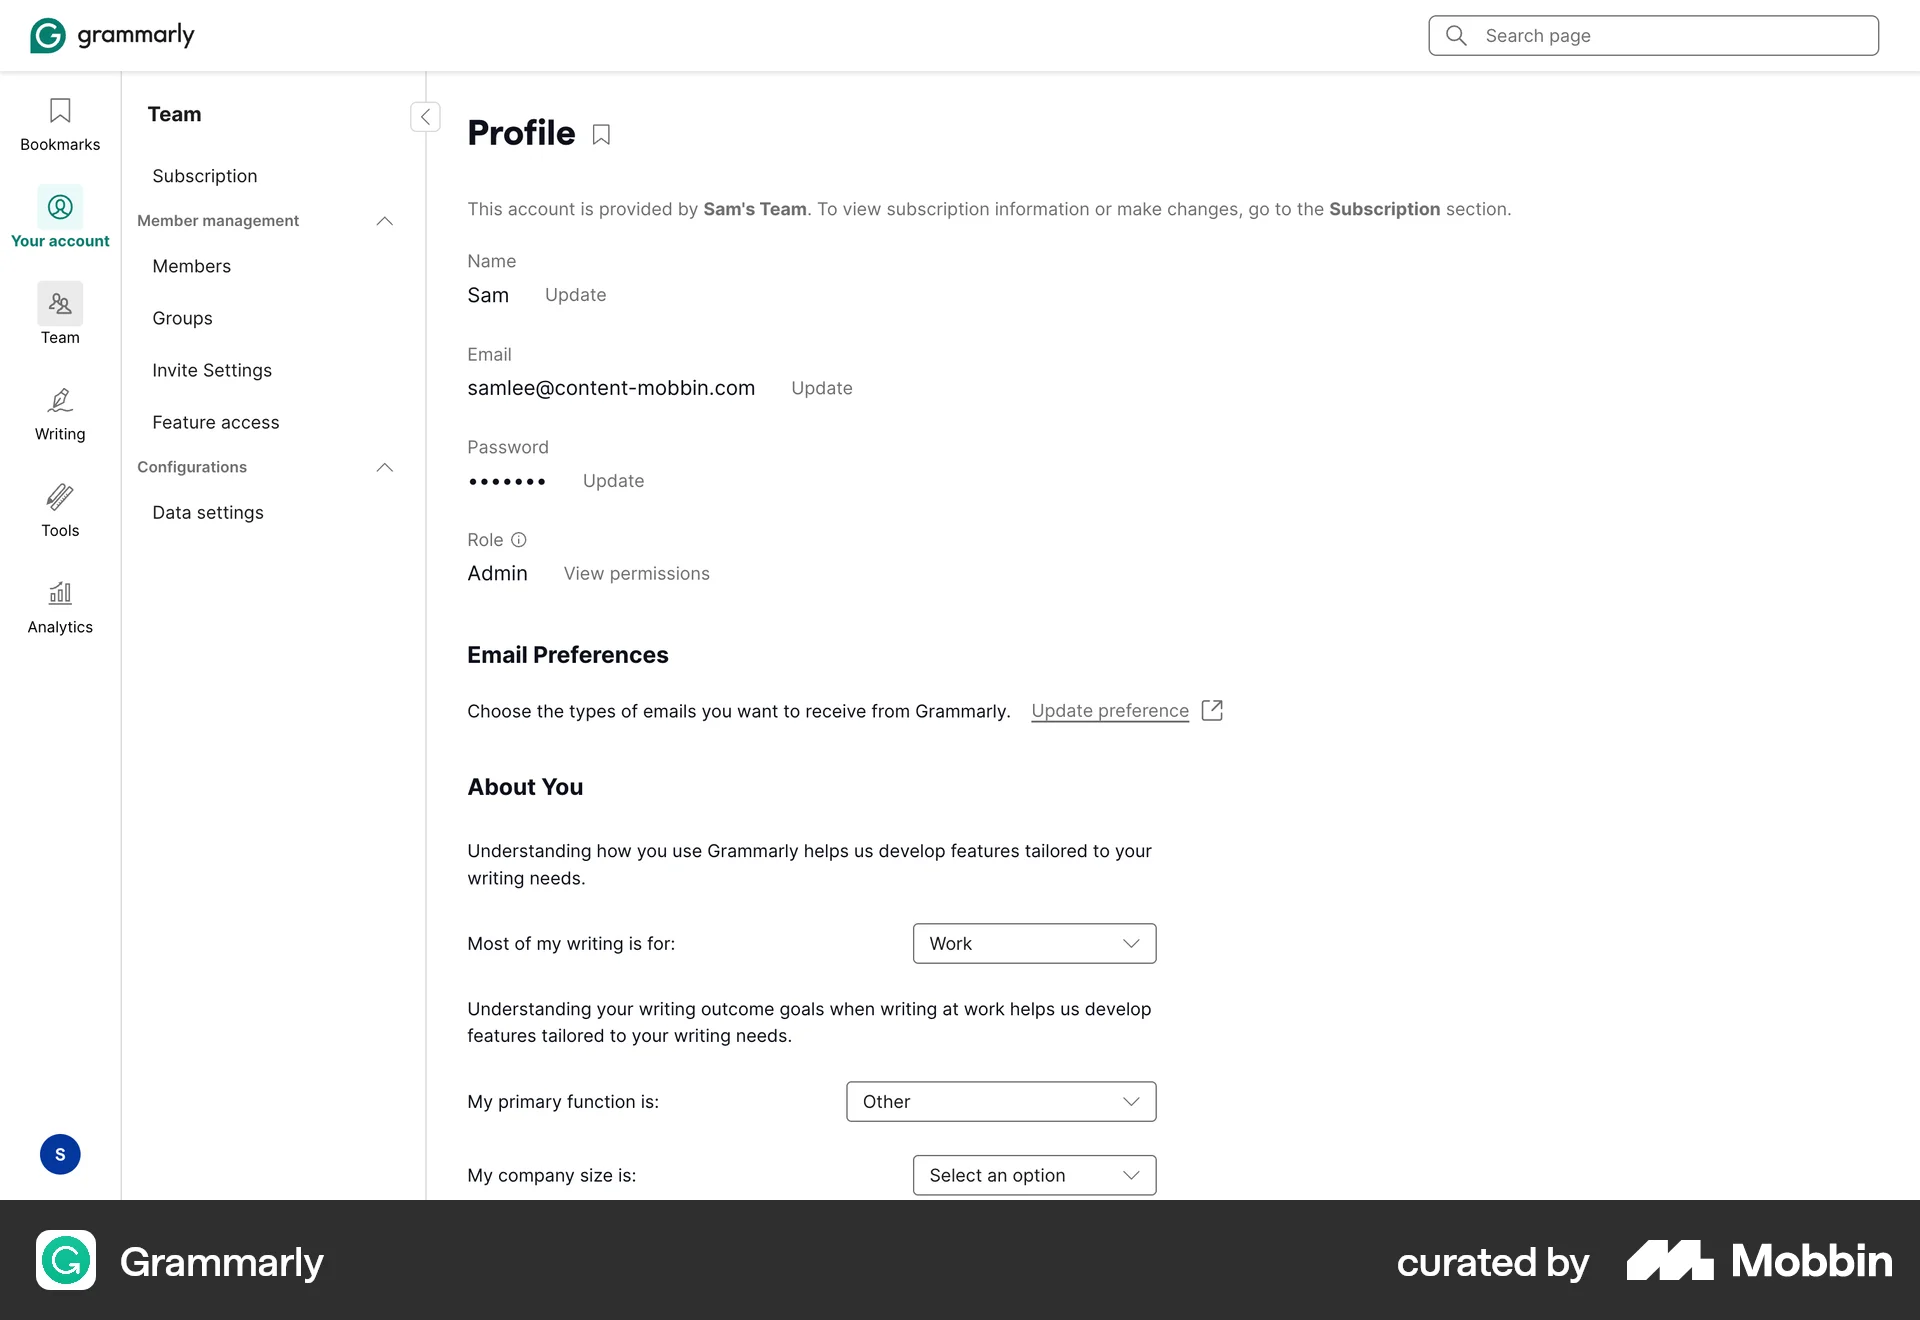 grammarly
Search page
Bookmarks
Your account
Team
Writing
Tools
Analytics
S
Team
Subscription
Member management
Members
Groups
Invite Settings
Feature access
Configurations
Data settings
Profile
This account is provided by Sam's Team. To view subscription information or make changes, go to the Subscription section.
Name
Sam Update
Email
samlee@content-mobbin.com Update
Password
••••••• Update
Role
Admin View permissions
Email Preferences
Choose the types of emails you want to receive from Grammarly. Update preference
About You
Understanding how you use Grammarly helps us develop features tailored to your
writing needs.
Most of my writing is for: Work
Understanding your writing outcome goals when writing at work helps us develop
features tailored to your writing needs.
My primary function is: Other
My company size is: Select an option
Grammarly
curated by Mobbin